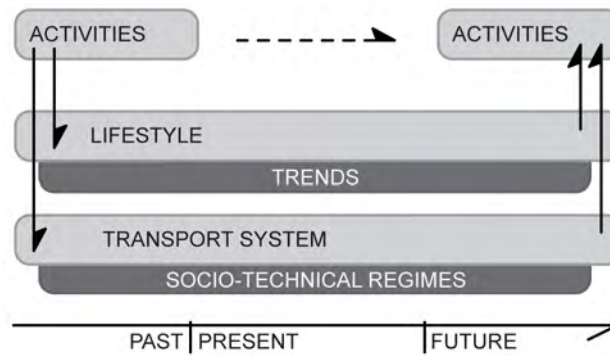 ACTIVITIES ACTIVITIES
LIFESTYLE
TRENDS
TRANSPORT SYSTEM
SOCIO-TECHNICAL REGIMES
PAST PRESENT FUTURE